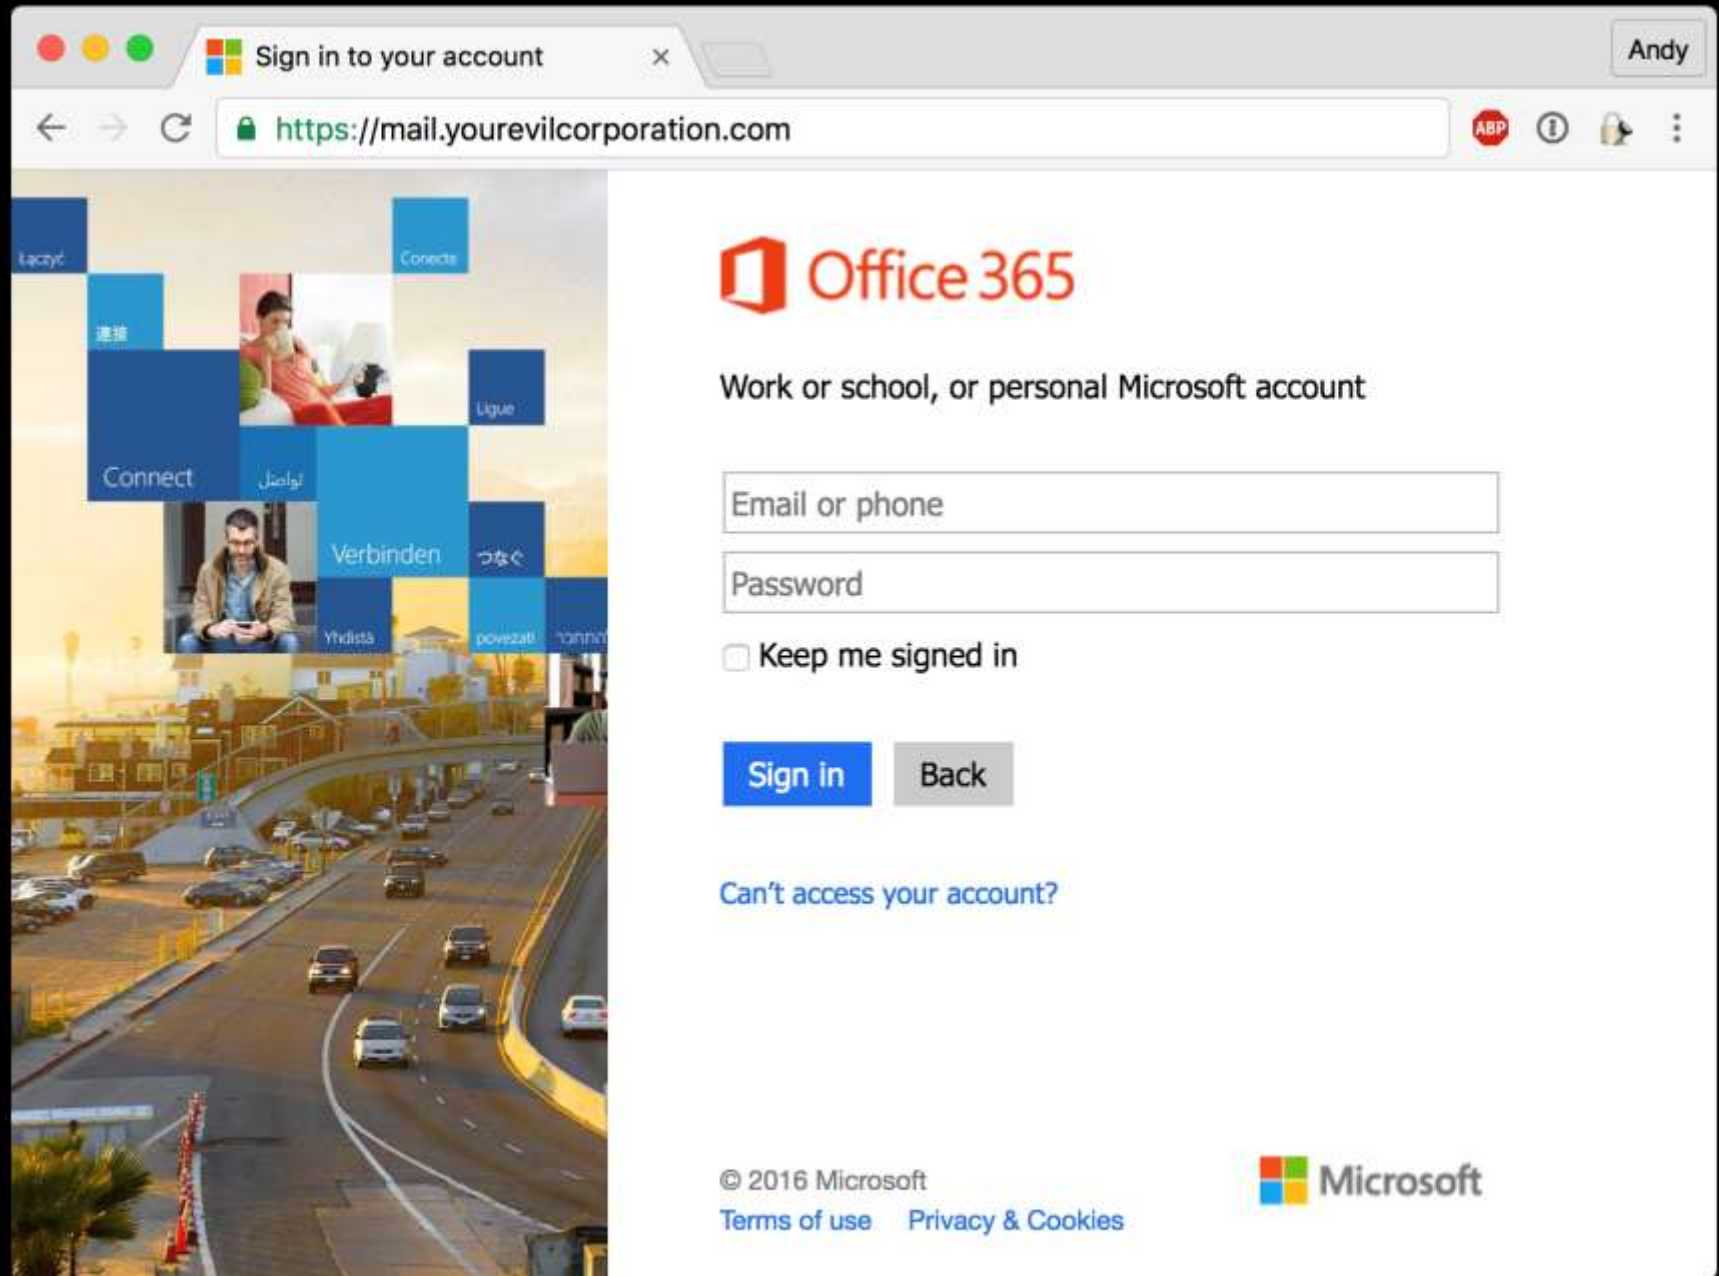 Sign in to your account
Andy
https://mail.yourevilcorporation.com
ABP
Łączyć
Conecte
連接
Ligue
Connect
تواصل
Verbinden
つなぐ
Yhdistä
povezati
Office 365
Work or school, or personal Microsoft account
Email or phone
Password
Keep me signed in
Sign in
Back
Can't access your account?
© 2016 Microsoft
Terms of use
Privacy & Cookies
Microsoft